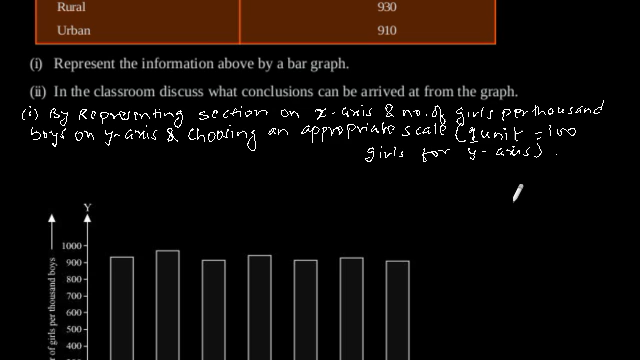 Rural 930
Urban 910
(i) Represent the information above by a bar graph.
(ii) In the classroom discuss what conclusions can be arrived at from the graph.
(i) By Representing section on x-axis & no. of girls per thousand
boys on y-axis & choosing an appropriate scale (1 unit = 100
girls for y-axis).
Y
1000
900
800
700
600
500
400
of girls per thousand boys